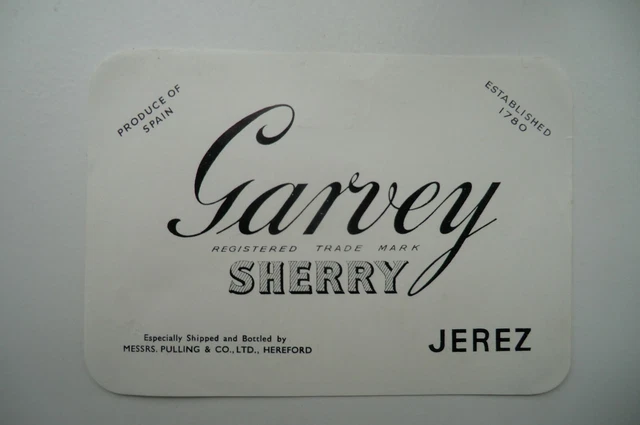 PRODUCE OF
SPAIN
ESTABLISHED
1780
Garvey
REGISTERED TRADE MARK
SHERRY
Especially Shipped and Bottled by
MESSRS. PULLING & CO., LTD., HEREFORD
JEREZ